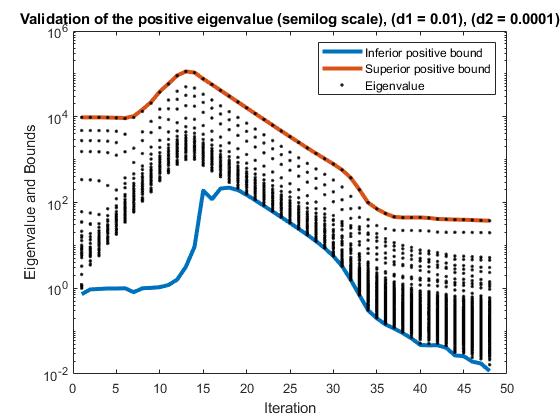 Validation of the positive eigenvalue (semilog scale), (d1 = 0.01), (d2 = 0.0001)
10^6
Inferior positive bound
Superior positive bound
Eigenvalue
10^4
10^2
10^0
10^-2
Eigenvalue and Bounds
0 5 10 15 20 25 30 35 40 45 50
Iteration